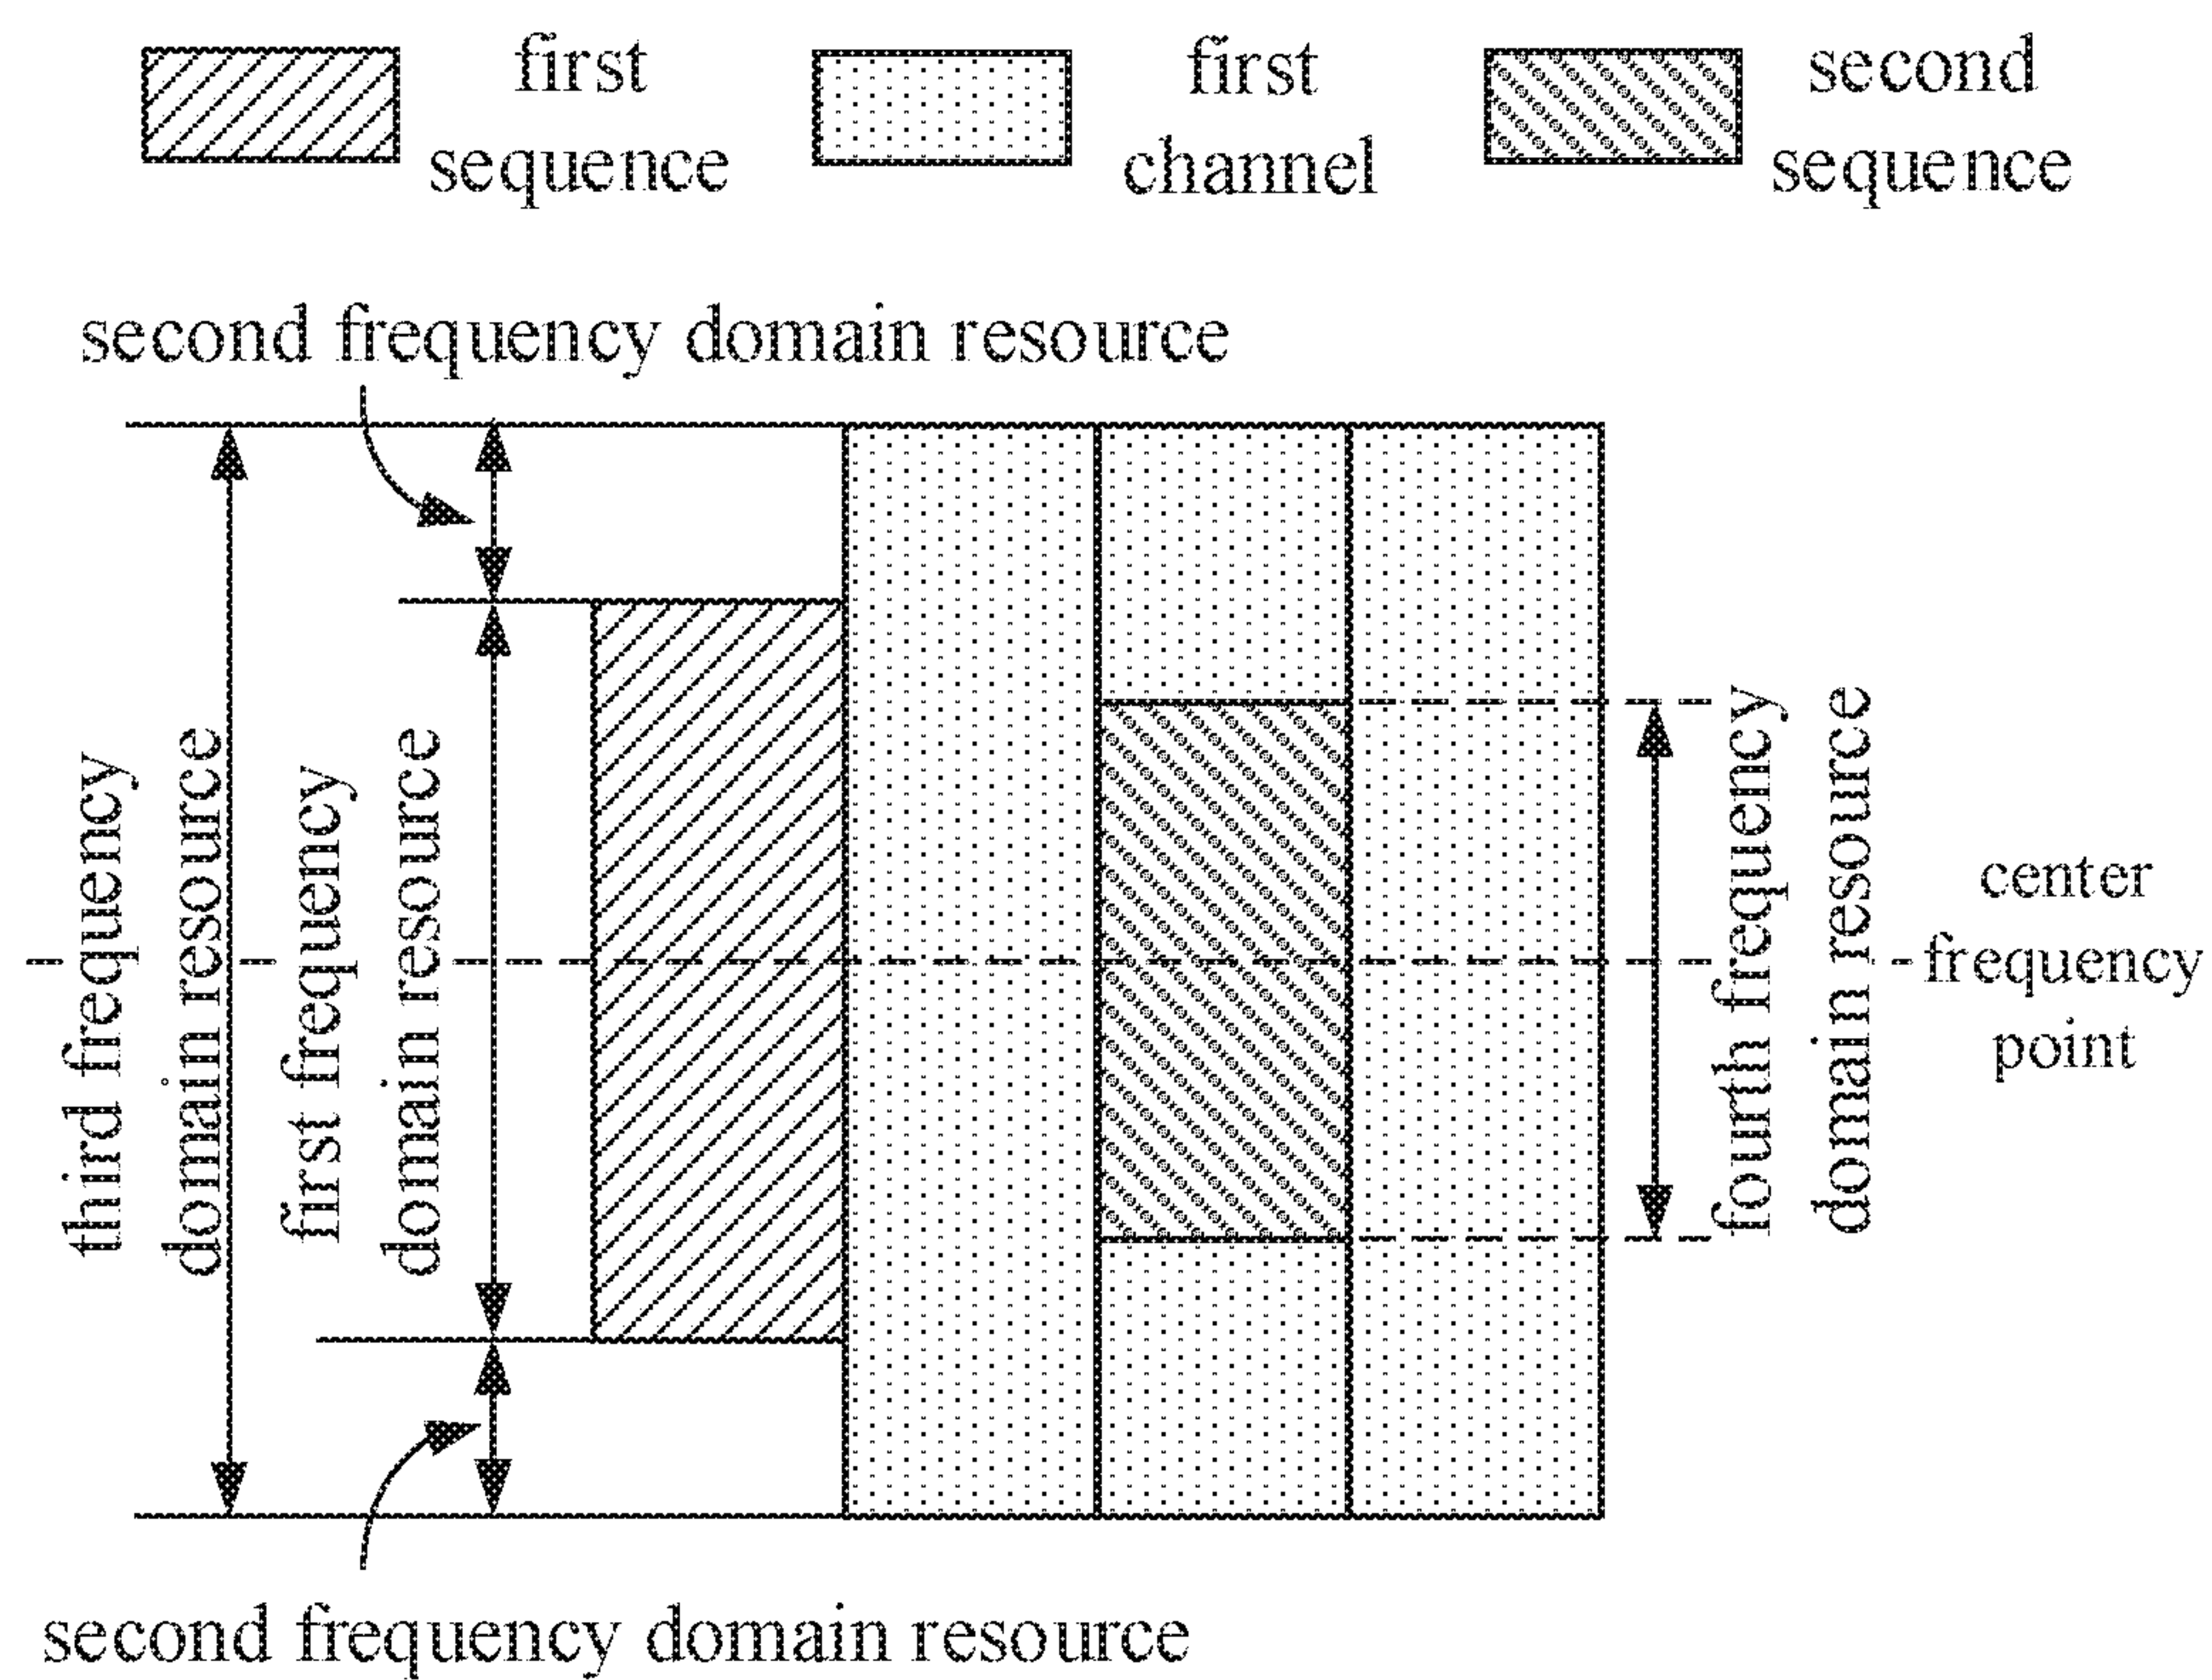 first
sequence
first
channel
second
sequence
second frequency domain resource
third frequency
domain resource
first frequency
domain resource
fourth frequency
domain resource
center
frequency
point
second frequency domain resource